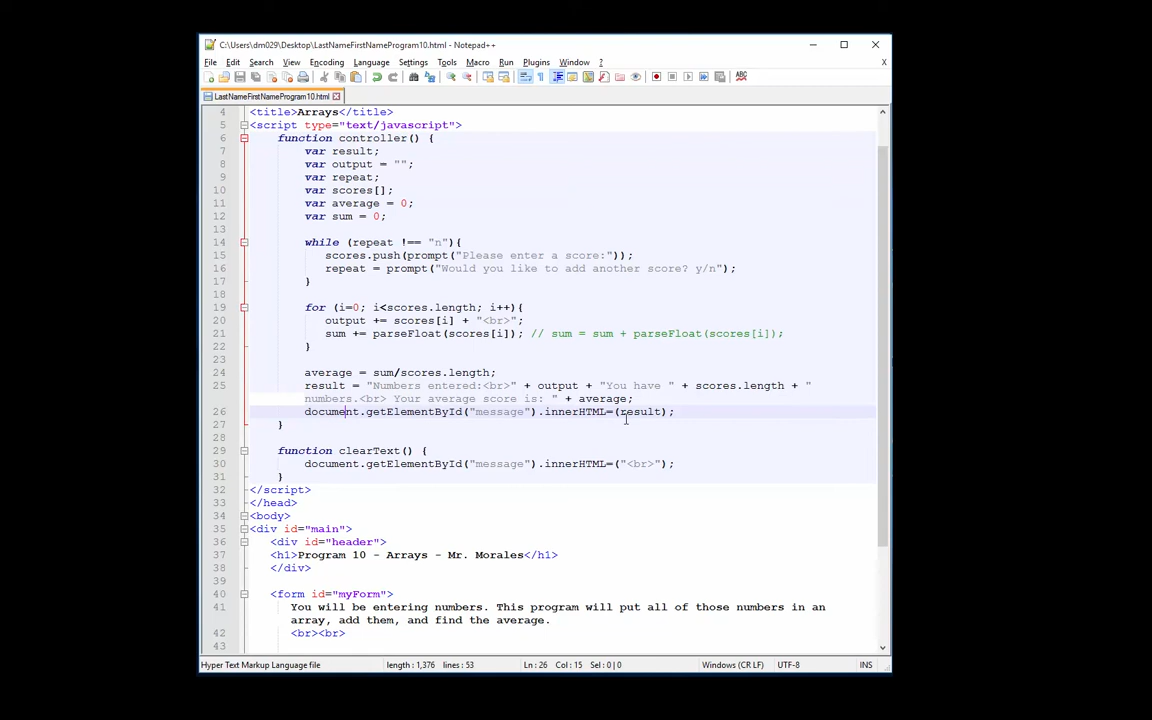 C:\Users\dm029\Desktop\LastNameFirstNameProgram10.html - Notepad++
File Edit Search View Encoding Language Settings Tools Macro Run Plugins Window ? X
LastNameFirstNameProgram10.html
4 <title>Arrays</title>
5 <script type="text/javascript">
6 function controller() {
7 var result;
8 var output = "";
9 var repeat;
10 var scores[];
11 var average = 0;
12 var sum = 0;
13
14 while (repeat !== "n"){
15 scores.push(prompt("Please enter a score:"));
16 repeat = prompt("Would you like to add another score? y/n");
17 }
18
19 for (i=0; i<scores.length; i++){
20 output += scores[i] + "<br>";
21 sum += parseFloat(scores[i]); // sum = sum + parseFloat(scores[i]);
22 }
23
24 average = sum/scores.length;
25 result = "Numbers entered:<br>" + output + "You have " + scores.length + "
numbers.<br> Your average score is: " + average;
26 document.getElementById("message").innerHTML=(result);
27 }
28
29 function clearText() {
30 document.getElementById("message").innerHTML=("<br>");
31 }
32 </script>
33 </head>
34 <body>
35 <div id="main">
36 <div id="header">
37 <h1>Program 10 - Arrays - Mr. Morales</h1>
38 </div>
39
40 <form id="myForm">
41 You will be entering numbers. This program will put all of those numbers in an
array, add them, and find the average.
42 <br><br>
43
Hyper Text Markup Language file length : 1,376 lines : 53 Ln : 26 Col : 15 Sel : 0 | 0 Windows (CR LF) UTF-8 INS